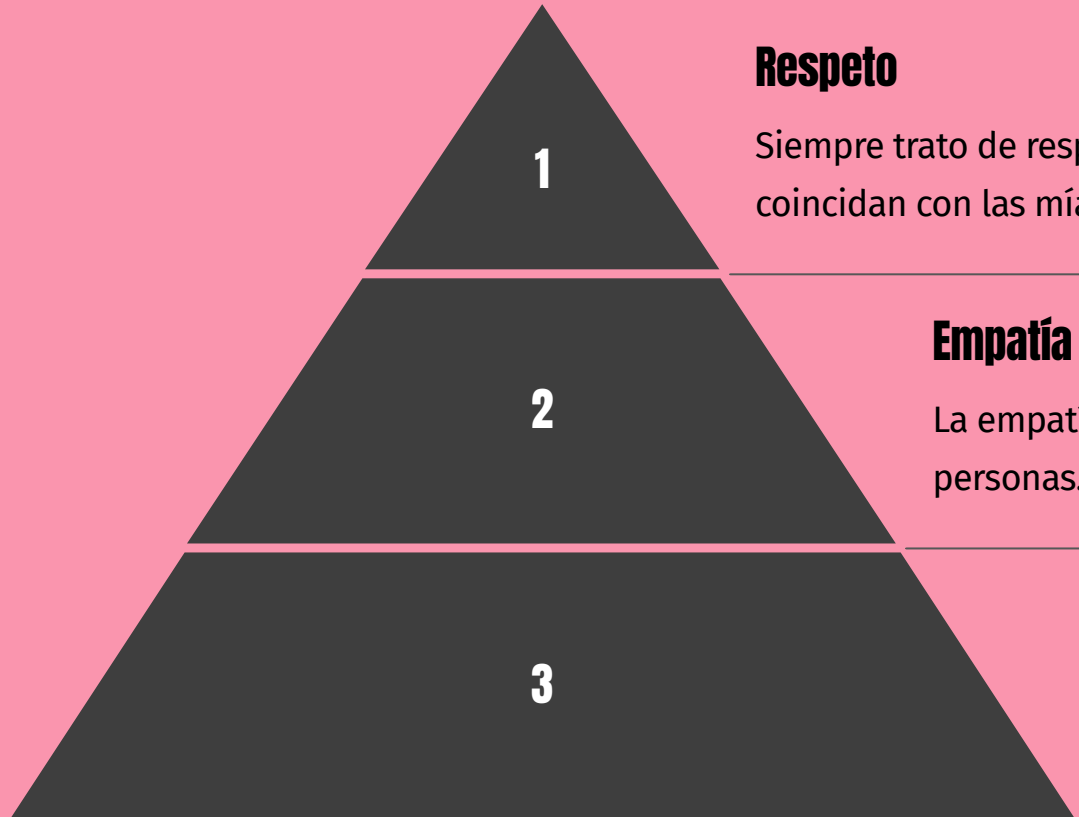 Respeto
1
Siempre trato de
coincidan con las
Empatía
2
La
personas.
3